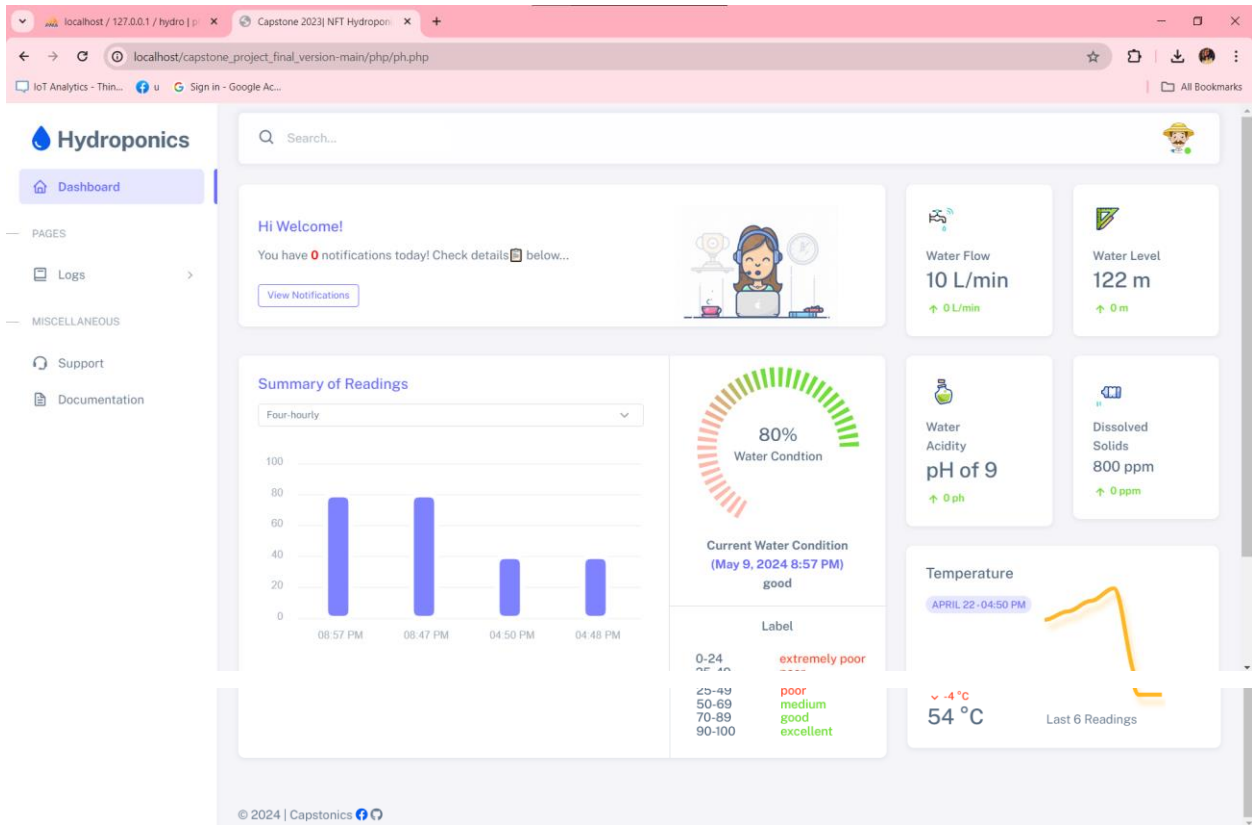 localhost / 127.0.0.1 / hydro | p
Capstone 2023| NFT Hydropon
localhost/capstone_project_final_version-main/php/ph.php
IoT Analytics - Thin...
u
Sign in - Google Ac...
All Bookmarks
Hydroponics
Search...
Dashboard
PAGES
Logs
MISCELLANEOUS
Support
Documentation
Hi Welcome!
You have 0 notifications today! Check details below...
View Notifications
Water Flow
10 L/min
0 L/min
Water Level
122 m
0 m
Summary of Readings
Four-hourly
100
80
60
40
20
0
08:57 PM 08:47 PM 04:50 PM 04:48 PM
80%
Water Condtion
Current Water Condition
(May 9, 2024 8:57 PM)
good
Label
0-24 extremely poor
25-49 poor
25-49 poor
50-69 medium
70-89 good
90-100 excellent
Water
Acidity
pH of 9
0 ph
Dissolved
Solids
800 ppm
0 ppm
Temperature
APRIL 22 - 04:50 PM
-4 °C
54 °C
Last 6 Readings
© 2024 | Capstonics